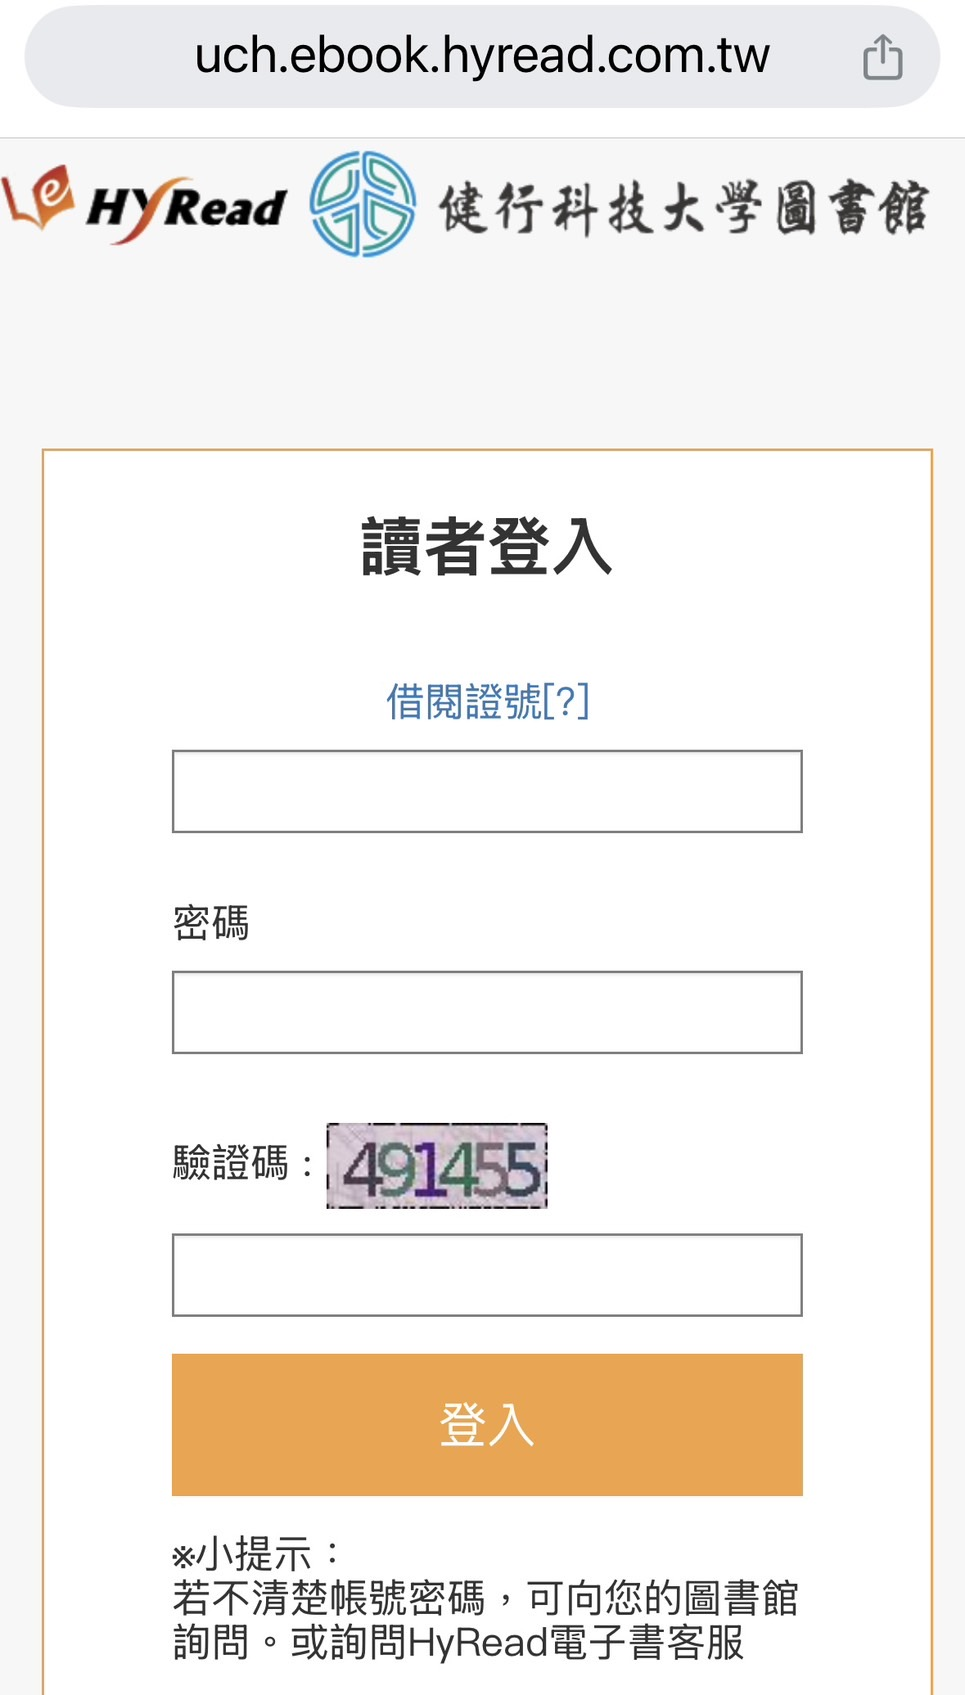 uch.ebook.hyread.com.tw
HyRead 健行科技大學圖書館
讀者登入
借閱證號[?]
密碼
驗證碼：491455
登入
※小提示：
若不清楚帳號密碼，可向您的圖書館
詢問。或詢問HyRead電子書客服